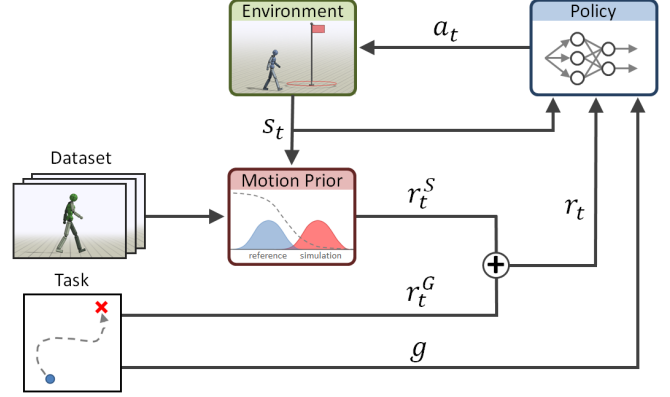 Environment
Policy
a_t
s_t
Dataset
Motion Prior
r_t^S
reference
simulation
r_t
+
Task
r_t^G
g